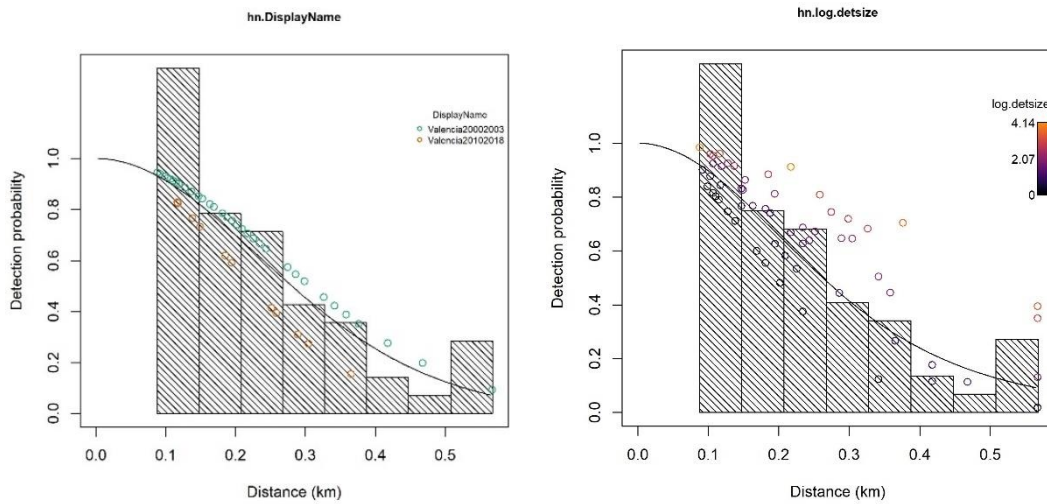 hn.DisplayName
Detection probability
1.0
0.8
0.6
0.4
0.2
0.0
DisplayName
Valencia20002003
Valencia20102018
0.0 0.1 0.2 0.3 0.4 0.5
Distance (km)
hn.log.detsize
Detection probability
1.0
0.8
0.6
0.4
0.2
0.0
log.detsize
4.14
2.07
0
0.0 0.1 0.2 0.3 0.4 0.5
Distance (km)